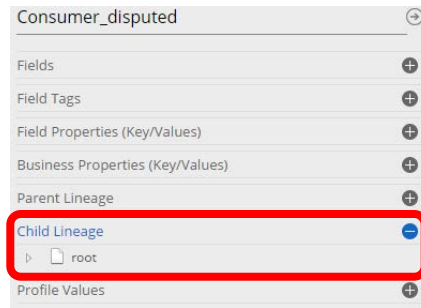 Consumer_disputed
Fields
Field Tags
Field Properties (Key/Values)
Business Properties (Key/Values)
Parent Lineage
Child Lineage
root
Profile Values